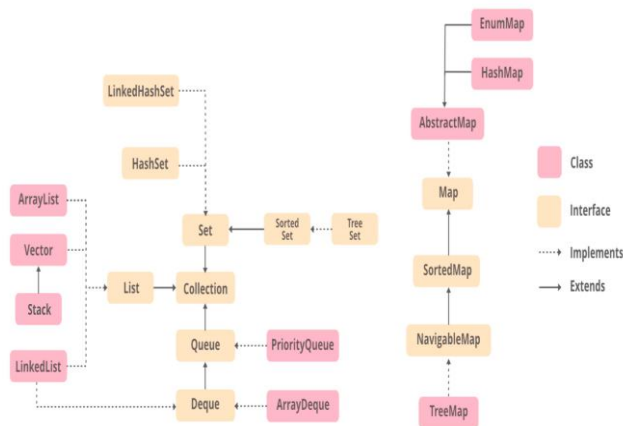 EnumMap
HashMap
LinkedHashSet
AbstractMap
HashSet
Class
ArrayList
Map
Interface
Set
Sorted
Set
Tree
Set
Vector
Implements
SortedMap
Extends
Stack
List
Collection
Queue
PriorityQueue
NavigableMap
LinkedList
Deque
ArrayDeque
TreeMap